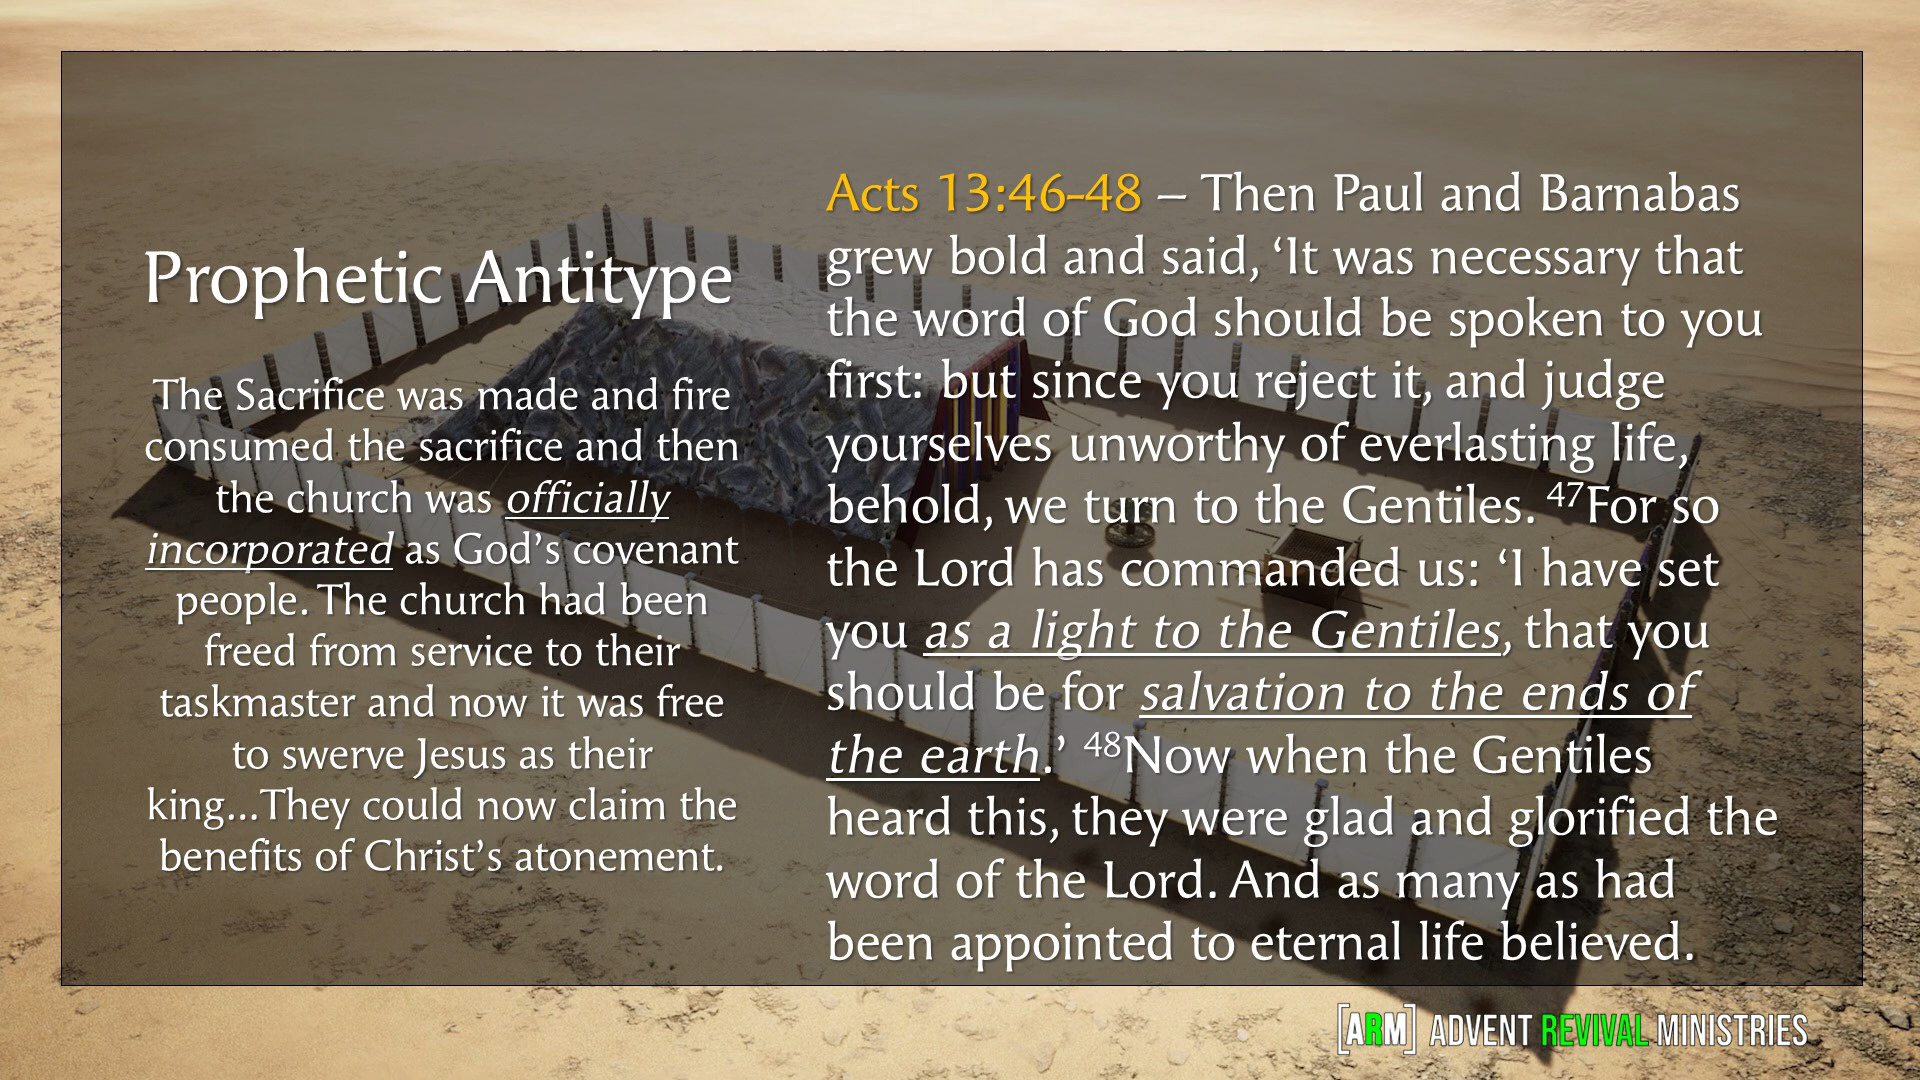 Prophetic Antitype
The Sacrifice was made and fire
consumed the sacrifice and then
the church was officially
incorporated as God’s covenant
people. The church had been
freed from service to their
taskmaster and now it was free
to swerve Jesus as their
king…They could now claim the
benefits of Christ’s atonement.
Acts 13:46-48 – Then Paul and Barnabas
grew bold and said, ‘It was necessary that
the word of God should be spoken to you
first: but since you reject it, and judge
yourselves unworthy of everlasting life,
behold, we turn to the Gentiles. ⁴⁷For so
the Lord has commanded us: ‘I have set
you as a light to the Gentiles, that you
should be for salvation to the ends of
the earth.’ ⁴⁸Now when the Gentiles
heard this, they were glad and glorified the
word of the Lord. And as many as had
been appointed to eternal life believed.
[ARM] ADVENT REVIVAL MINISTRIES